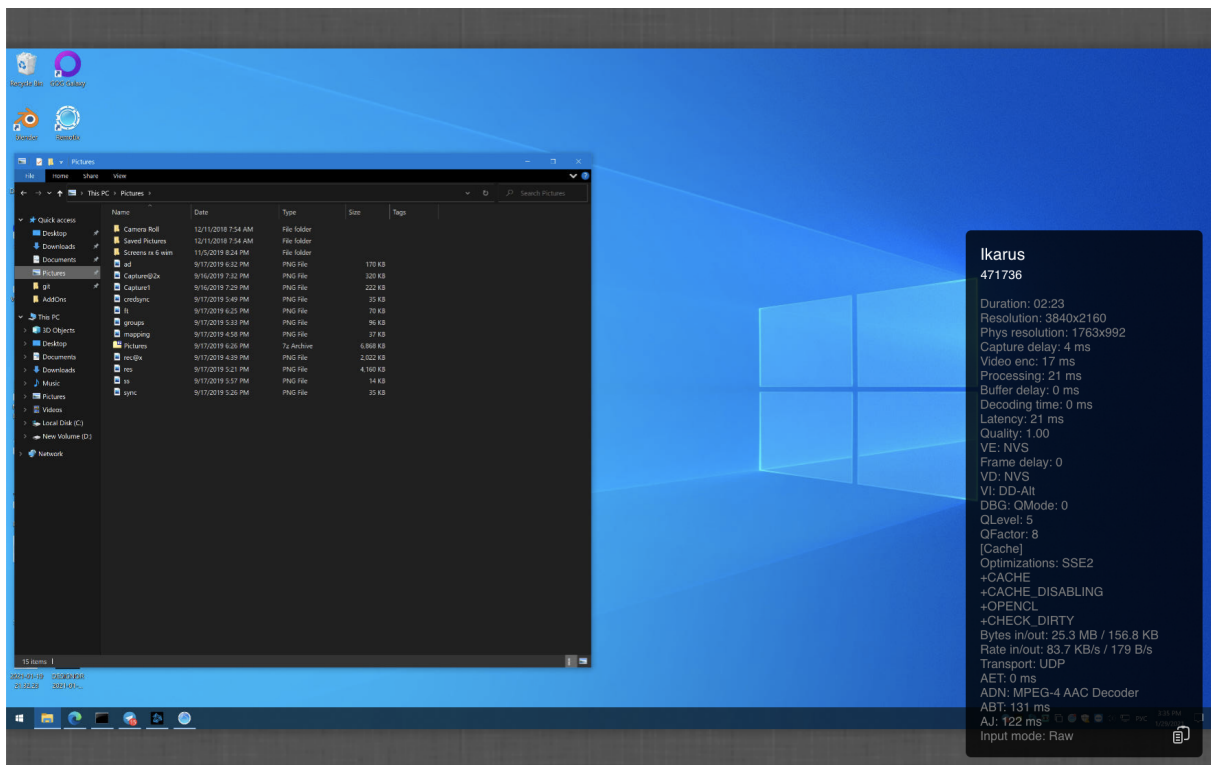 Recycle Bin
GOG Galaxy
Blender
Remotix
Pictures
File Home Share View
This PC > Pictures >
Search Pictures
Name Date Type Size Tags
Quick access
Desktop
Downloads
Documents
Pictures
git
AddOns
This PC
3D Objects
Desktop
Documents
Downloads
Music
Pictures
Videos
Local Disk (C:)
New Volume (D:)
Network
Camera Roll 12/11/2018 7:54 AM File folder
Saved Pictures 12/11/2018 7:54 AM File folder
Screens rx 6 wim 11/5/2019 8:24 PM File folder
ad 9/17/2019 6:32 PM PNG File 170 KB
Capture@2x 9/16/2019 7:32 PM PNG File 320 KB
Capture1 9/16/2019 7:29 PM PNG File 222 KB
credsync 9/17/2019 5:49 PM PNG File 35 KB
9/17/2019 6:25 PM PNG File 70 KB
groups 9/17/2019 5:33 PM PNG File 96 KB
mapping 9/17/2019 4:58 PM PNG File 37 KB
Pictures 9/17/2019 6:26 PM 7z Archive 6,868 KB
rec@x 9/17/2019 4:39 PM PNG File 2,022 KB
res 9/17/2019 5:21 PM PNG File 4,160 KB
ss 9/17/2019 5:57 PM PNG File 14 KB
sync 9/17/2019 5:26 PM PNG File 35 KB
15 items
Ikarus
471736
Duration: 02:23
Resolution: 3840x2160
Phys resolution: 1763x992
Capture delay: 4 ms
Video enc: 17 ms
Processing: 21 ms
Buffer delay: 0 ms
Decoding time: 0 ms
Latency: 21 ms
Quality: 1.00
VE: NVS
Frame delay: 0
VD: NVS
VI: DD-Alt
DBG: QMode: 0
QLevel: 5
QFactor: 8
[Cache]
Optimizations: SSE2
+CACHE
+CACHE_DISABLING
+OPENCL
+CHECK_DIRTY
Bytes in/out: 25.3 MB / 156.8 KB
Rate in/out: 83.7 KB/s / 179 B/s
Transport: UDP
AET: 0 ms
ADN: MPEG-4 AAC Decoder
ABT: 131 ms
AJ: 122 ms
Input mode: Raw